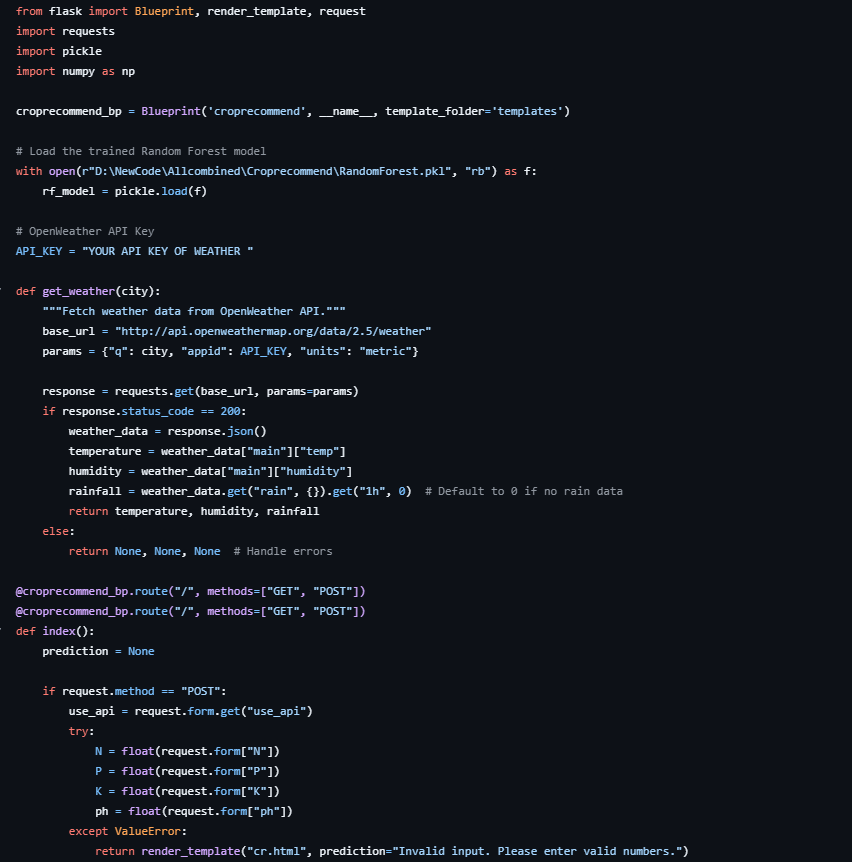 from flask import Blueprint, render_template, request
import requests
import pickle
import numpy as np

croprecommend_bp = Blueprint('croprecommend', __name__, template_folder='templates')

# Load the trained Random Forest model
with open(r"D:\NewCode\Allcombined\Croprecommend\RandomForest.pkl", "rb") as f:
    rf_model = pickle.load(f)

# OpenWeather API Key
API_KEY = "YOUR API KEY OF WEATHER "

def get_weather(city):
    """Fetch weather data from OpenWeather API."""
    base_url = "http://api.openweathermap.org/data/2.5/weather"
    params = {"q": city, "appid": API_KEY, "units": "metric"}

    response = requests.get(base_url, params=params)
    if response.status_code == 200:
        weather_data = response.json()
        temperature = weather_data["main"]["temp"]
        humidity = weather_data["main"]["humidity"]
        rainfall = weather_data.get("rain", {}).get("1h", 0)  # Default to 0 if no rain data
        return temperature, humidity, rainfall
    else:
        return None, None, None  # Handle errors

@croprecommend_bp.route("/", methods=["GET", "POST"])
@croprecommend_bp.route("/", methods=["GET", "POST"])
def index():
    prediction = None

    if request.method == "POST":
        use_api = request.form.get("use_api")
        try:
            N = float(request.form["N"])
            P = float(request.form["P"])
            K = float(request.form["K"])
            ph = float(request.form["ph"])
        except ValueError:
            return render_template("cr.html", prediction="Invalid input. Please enter valid numbers.")